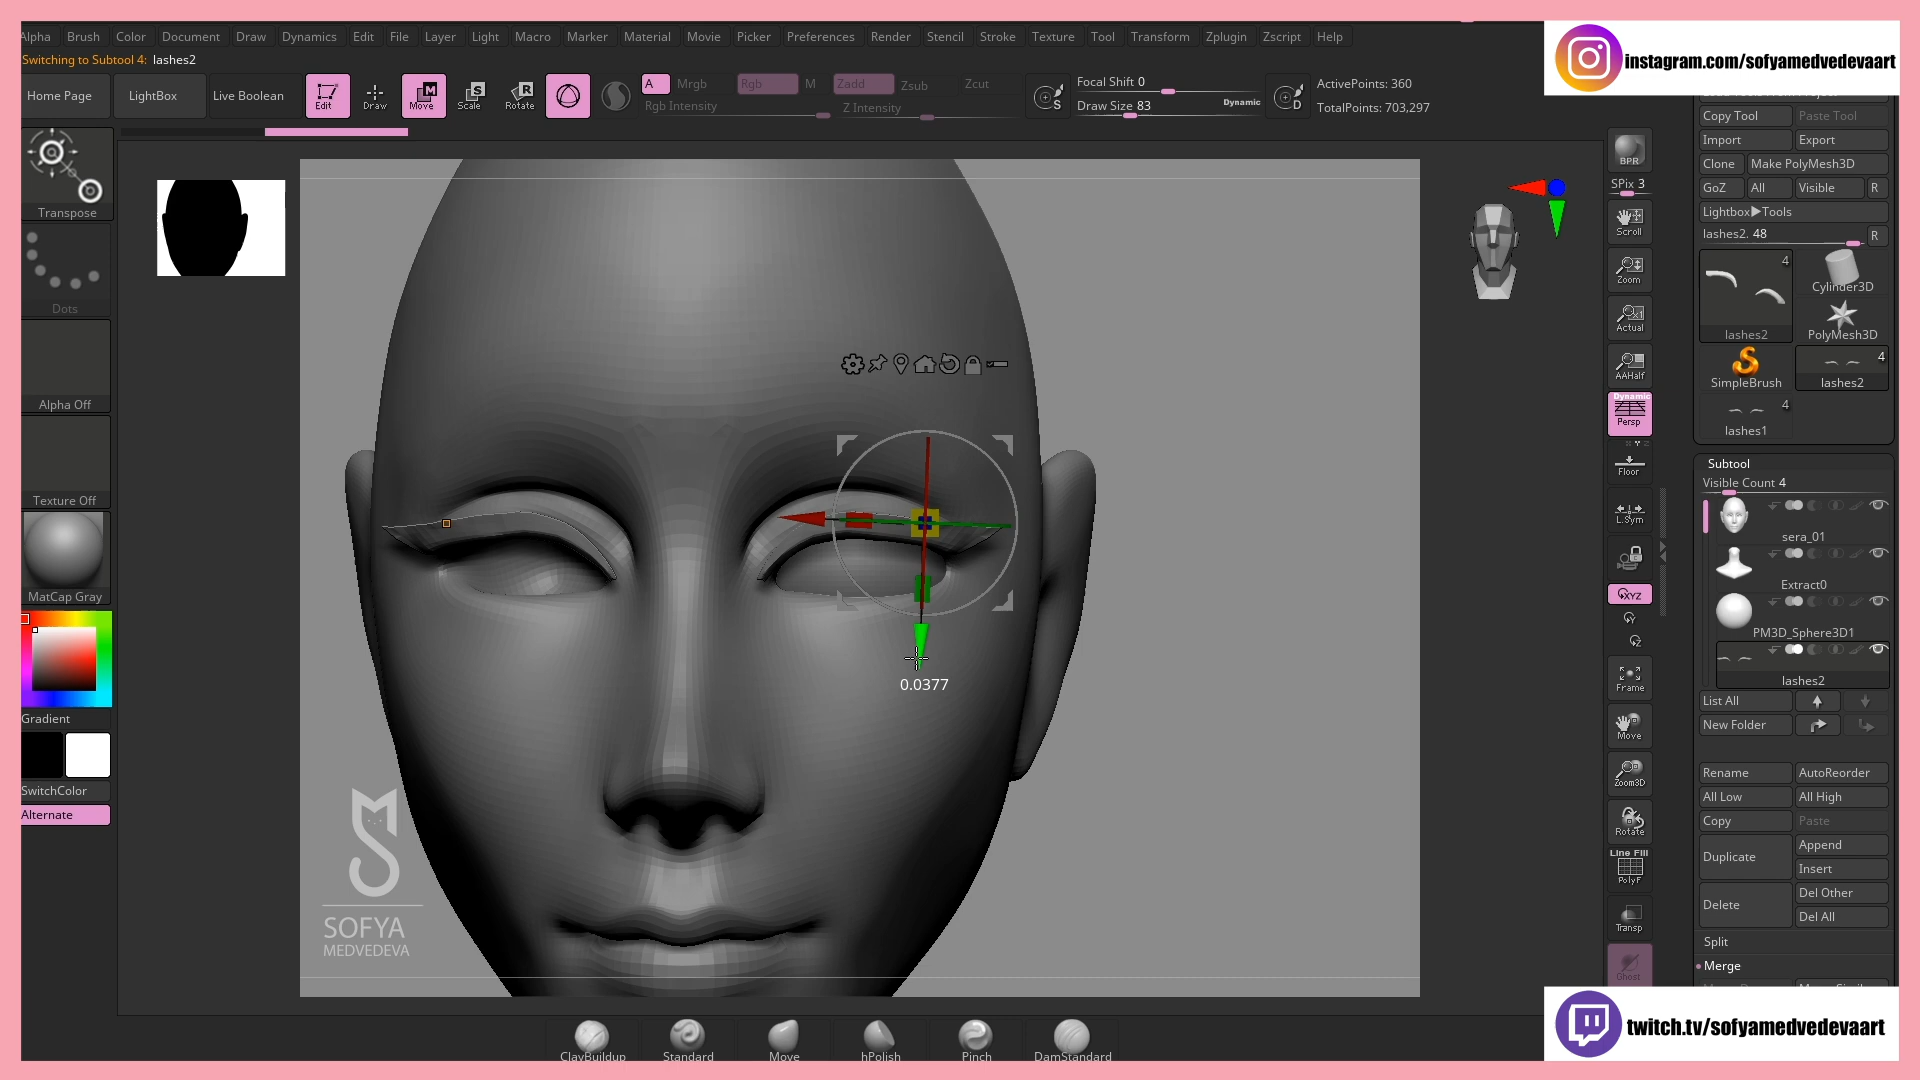 Alpha Brush Color Document Draw Dynamics Edit File Layer Light Macro Marker Material Movie Picker Preferences Render Stencil Stroke Texture Tool Transform Zplugin Zscript Help
instagram.com/sofyamedvedevaart
Switching to Subtool 4: lashes2
Home Page
LightBox
Live Boolean
Edit
Draw
Move
Scale
Rotate
A
Mrgb
Rgb
M
Zadd
Zsub
Zcut
Rgb Intensity
Z Intensity
S
Focal Shift 0
Draw Size 83
Dynamic
D
ActivePoints: 360
TotalPoints: 703,297
Transpose
Dots
Alpha Off
Texture Off
MatCap Gray
Gradient
SwitchColor
Alternate
0.0377
SOFYA
MEDVEDEVA
BPR
SPix 3
Scroll
Zoom
Actual
AAHalf
Dynamic
Persp
Floor
L.Sym
XYZ
Frame
Move
Zoom3D
Rotate
Line Fill
PolyF
Transp
Ghost
Copy Tool
Paste Tool
Import
Export
Clone
Make PolyMesh3D
GoZ
All
Visible
R
Lightbox▶Tools
lashes2. 48
R
4
lashes2
Cylinder3D
PolyMesh3D
SimpleBrush
4
lashes2
4
lashes1
Subtool
Visible Count 4
sera_01
Extract0
PM3D_Sphere3D1
lashes2
List All
New Folder
Rename
AutoReorder
All Low
All High
Copy
Paste
Duplicate
Append
Insert
Delete
Del Other
Del All
Split
Merge
ClayBuildup
Standard
Move
hPolish
Pinch
DamStandard
twitch.tv/sofyamedvedevaart